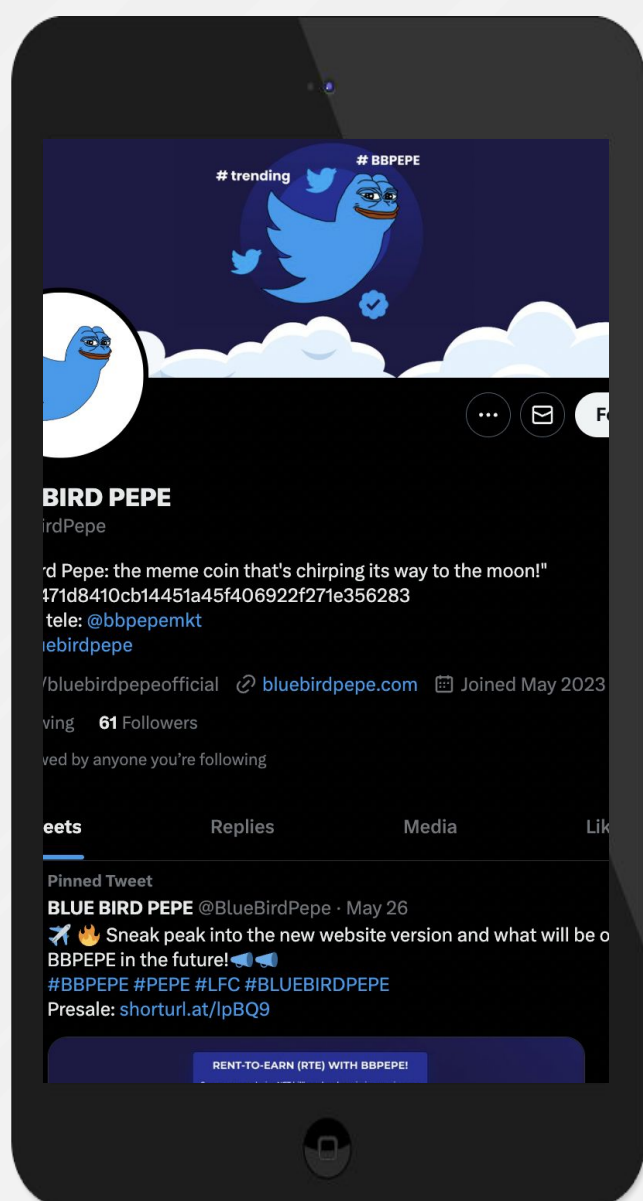 # trending
# BBPEPE
Fo
BIRD PEPE
irdPepe
rd Pepe: the meme coin that's chirping its way to the moon!"
471d8410cb14451a45f406922f271e356283
tele: @bbpepemkt
uebirdpepe
/bluebirdpepeofficial bluebirdpepe.com Joined May 2023
wing 61 Followers
wed by anyone you're following
eets Replies Media Lik
Pinned Tweet
BLUE BIRD PEPE @BlueBirdPepe · May 26
✈️ 🔥 Sneak peak into the new website version and what will be o
BBPEPE in the future!📢📢
#BBPEPE #PEPE #LFC #BLUEBIRDPEPE
Presale: shorturl.at/lpBQ9
RENT-TO-EARN (RTE) WITH BBPEPE!